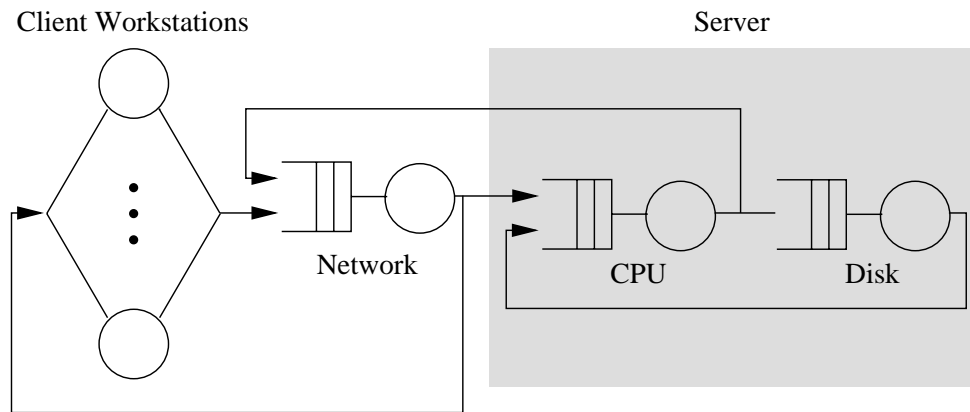 Client Workstations
Server
Network
CPU
Disk